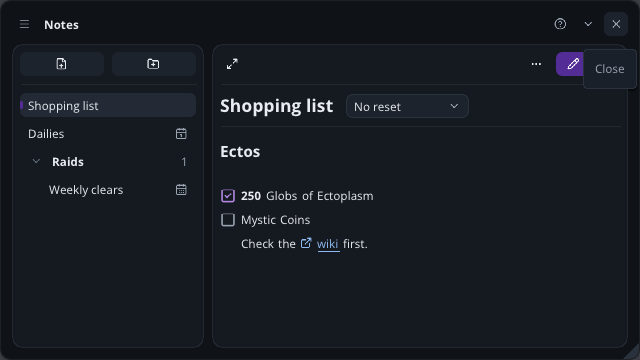 Notes
Close
Shopping list
Dailies
Raids 1
Weekly clears
Shopping list No reset
Ectos
250 Globs of Ectoplasm
Mystic Coins
Check the wiki first.